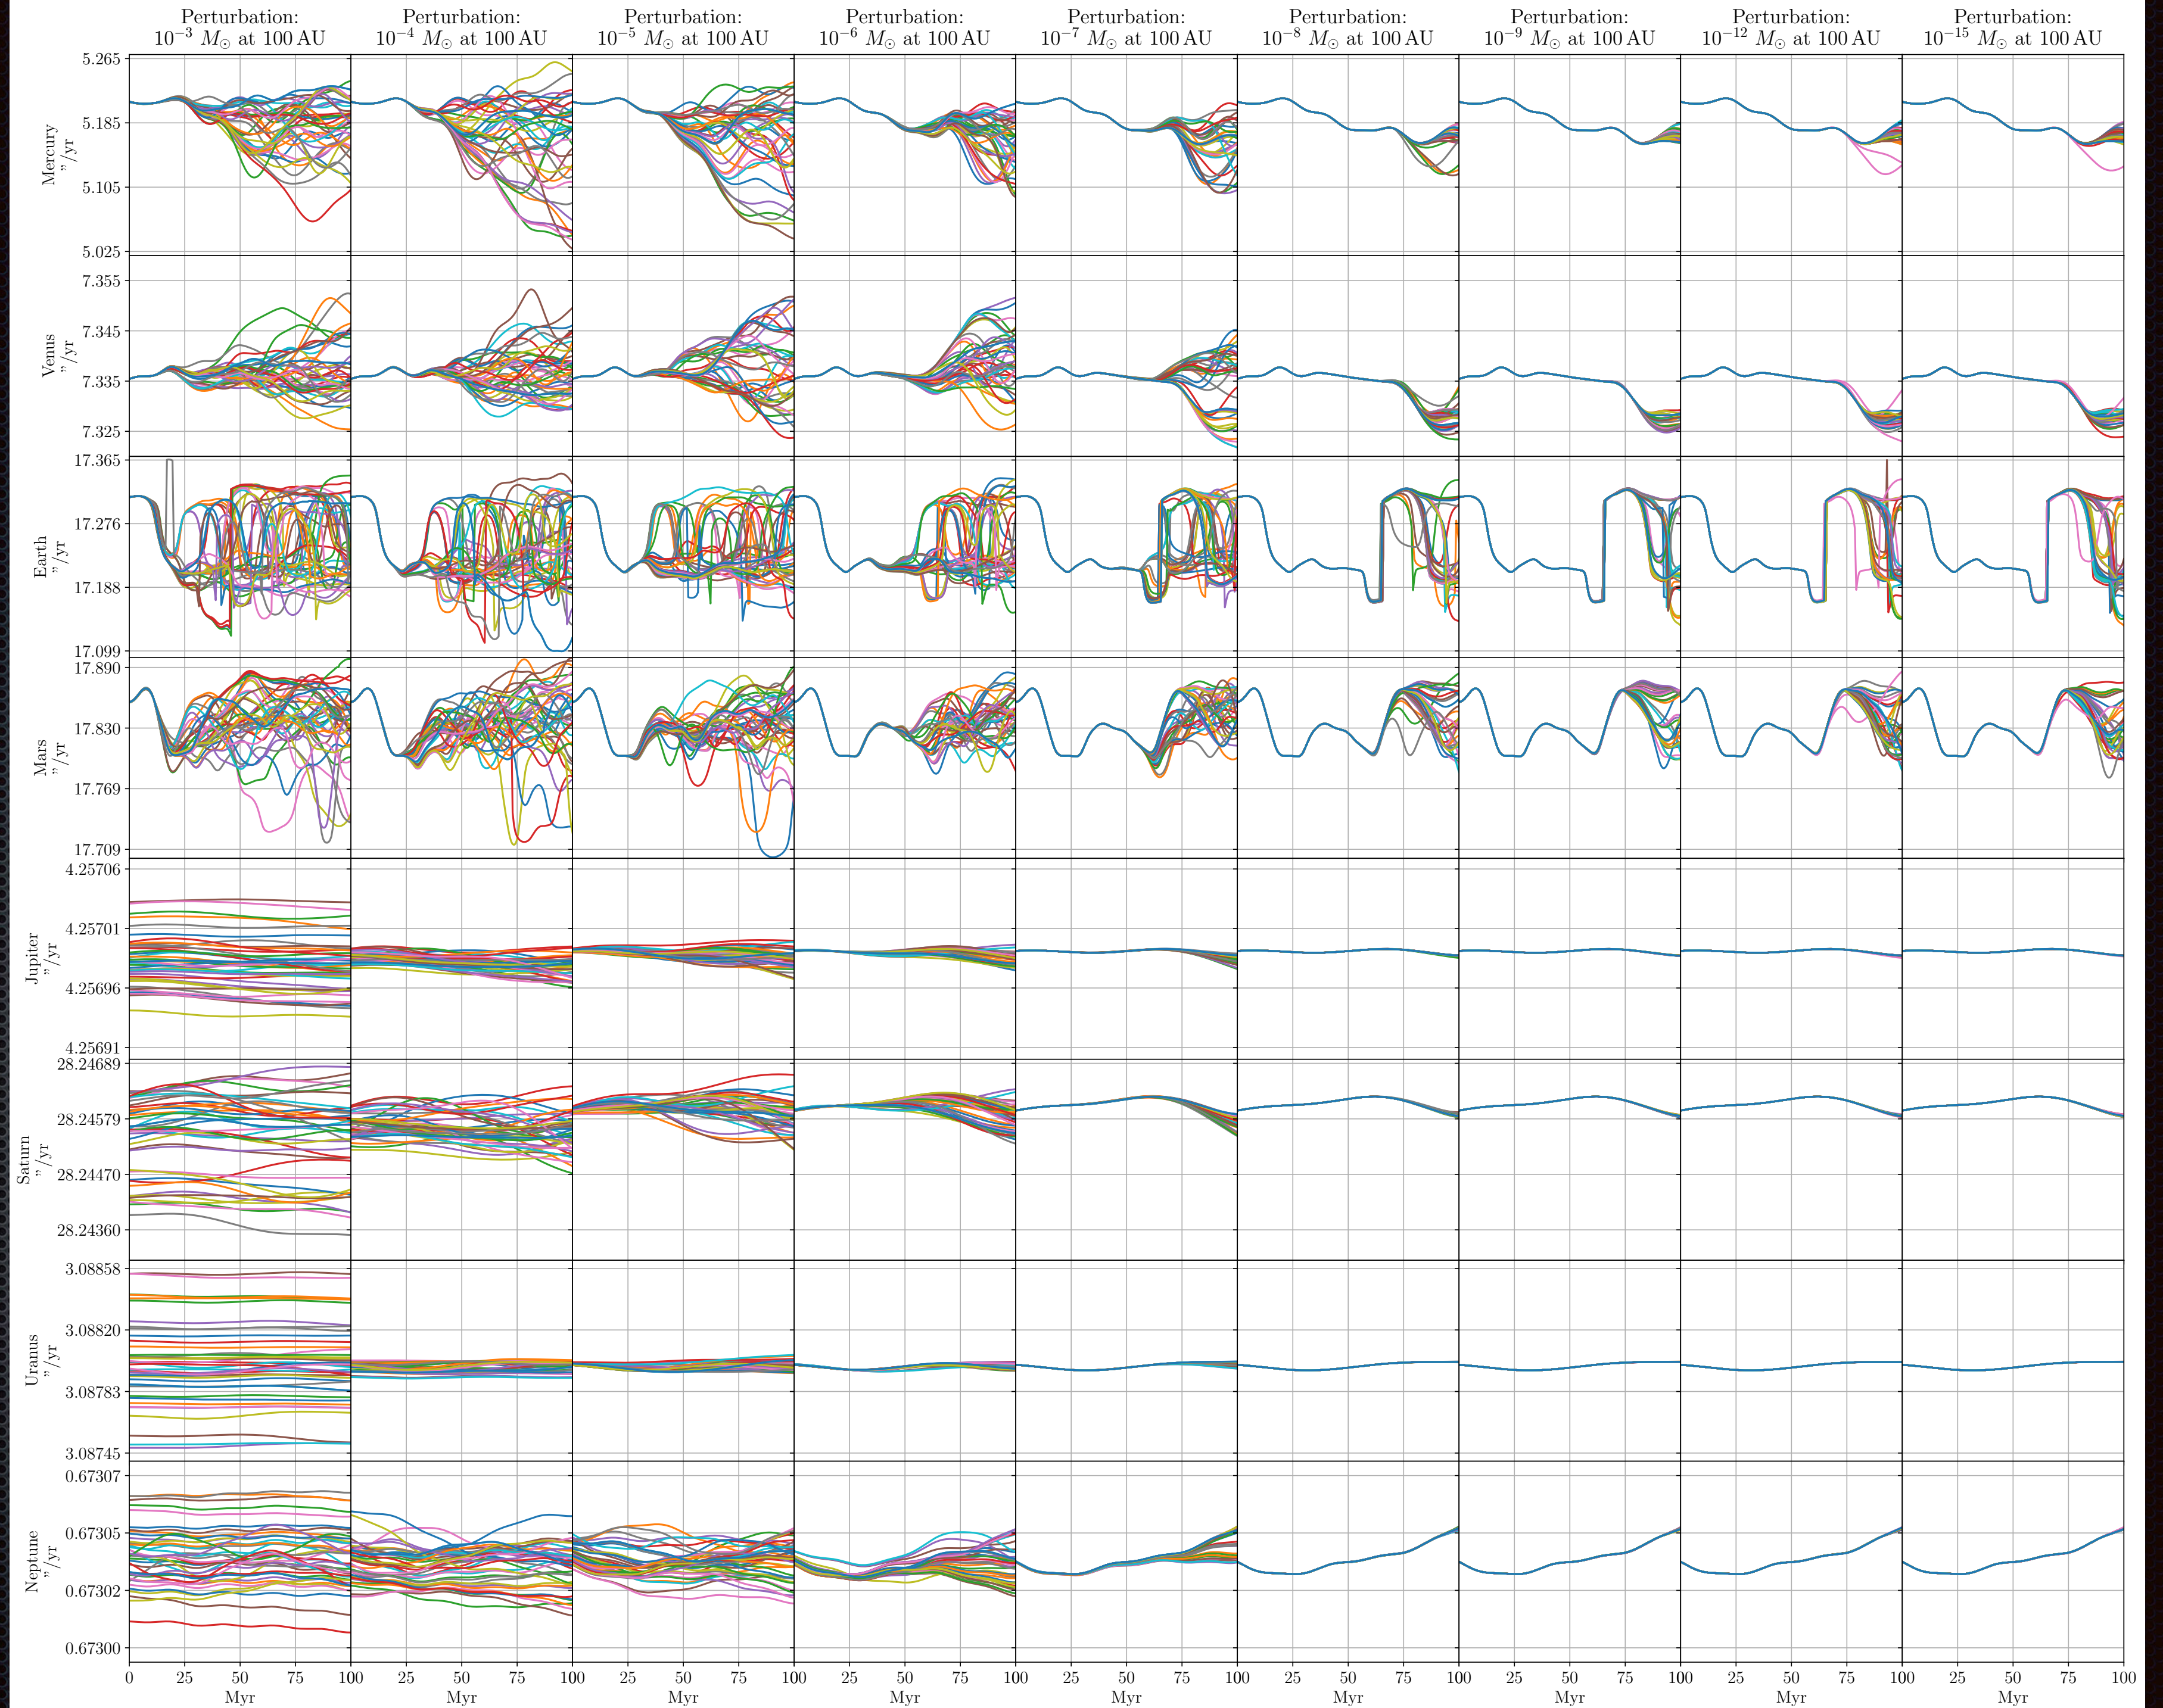 Perturbation: Perturbation: Perturbation: Perturbation: Perturbation: Perturbation: Perturbation: Perturbation: Perturbation:
10⁻³ M☉ at 100 AU 10⁻⁴ M☉ at 100 AU 10⁻⁵ M☉ at 100 AU 10⁻⁶ M☉ at 100 AU 10⁻⁷ M☉ at 100 AU 10⁻⁸ M☉ at 100 AU 10⁻⁹ M☉ at 100 AU 10⁻¹² M☉ at 100 AU 10⁻¹⁵ M☉ at 100 AU
Mercury
”/yr
5.265
5.185
5.105
5.025
Venus
”/yr
7.355
7.345
7.335
7.325
Earth
”/yr
17.365
17.276
17.188
17.099
Mars
”/yr
17.890
17.830
17.769
17.709
Jupiter
”/yr
4.25706
4.25701
4.25696
4.25691
Saturn
”/yr
28.24689
28.24579
28.24470
28.24360
Uranus
”/yr
3.08858
3.08820
3.08783
3.08745
Neptune
”/yr
0.67307
0.67305
0.67302
0.67300
0 25 50 75 100 25 50 75 100 25 50 75 100 25 50 75 100 25 50 75 100 25 50 75 100 25 50 75 100 25 50 75 100 25 50 75 100
Myr Myr Myr Myr Myr Myr Myr Myr Myr